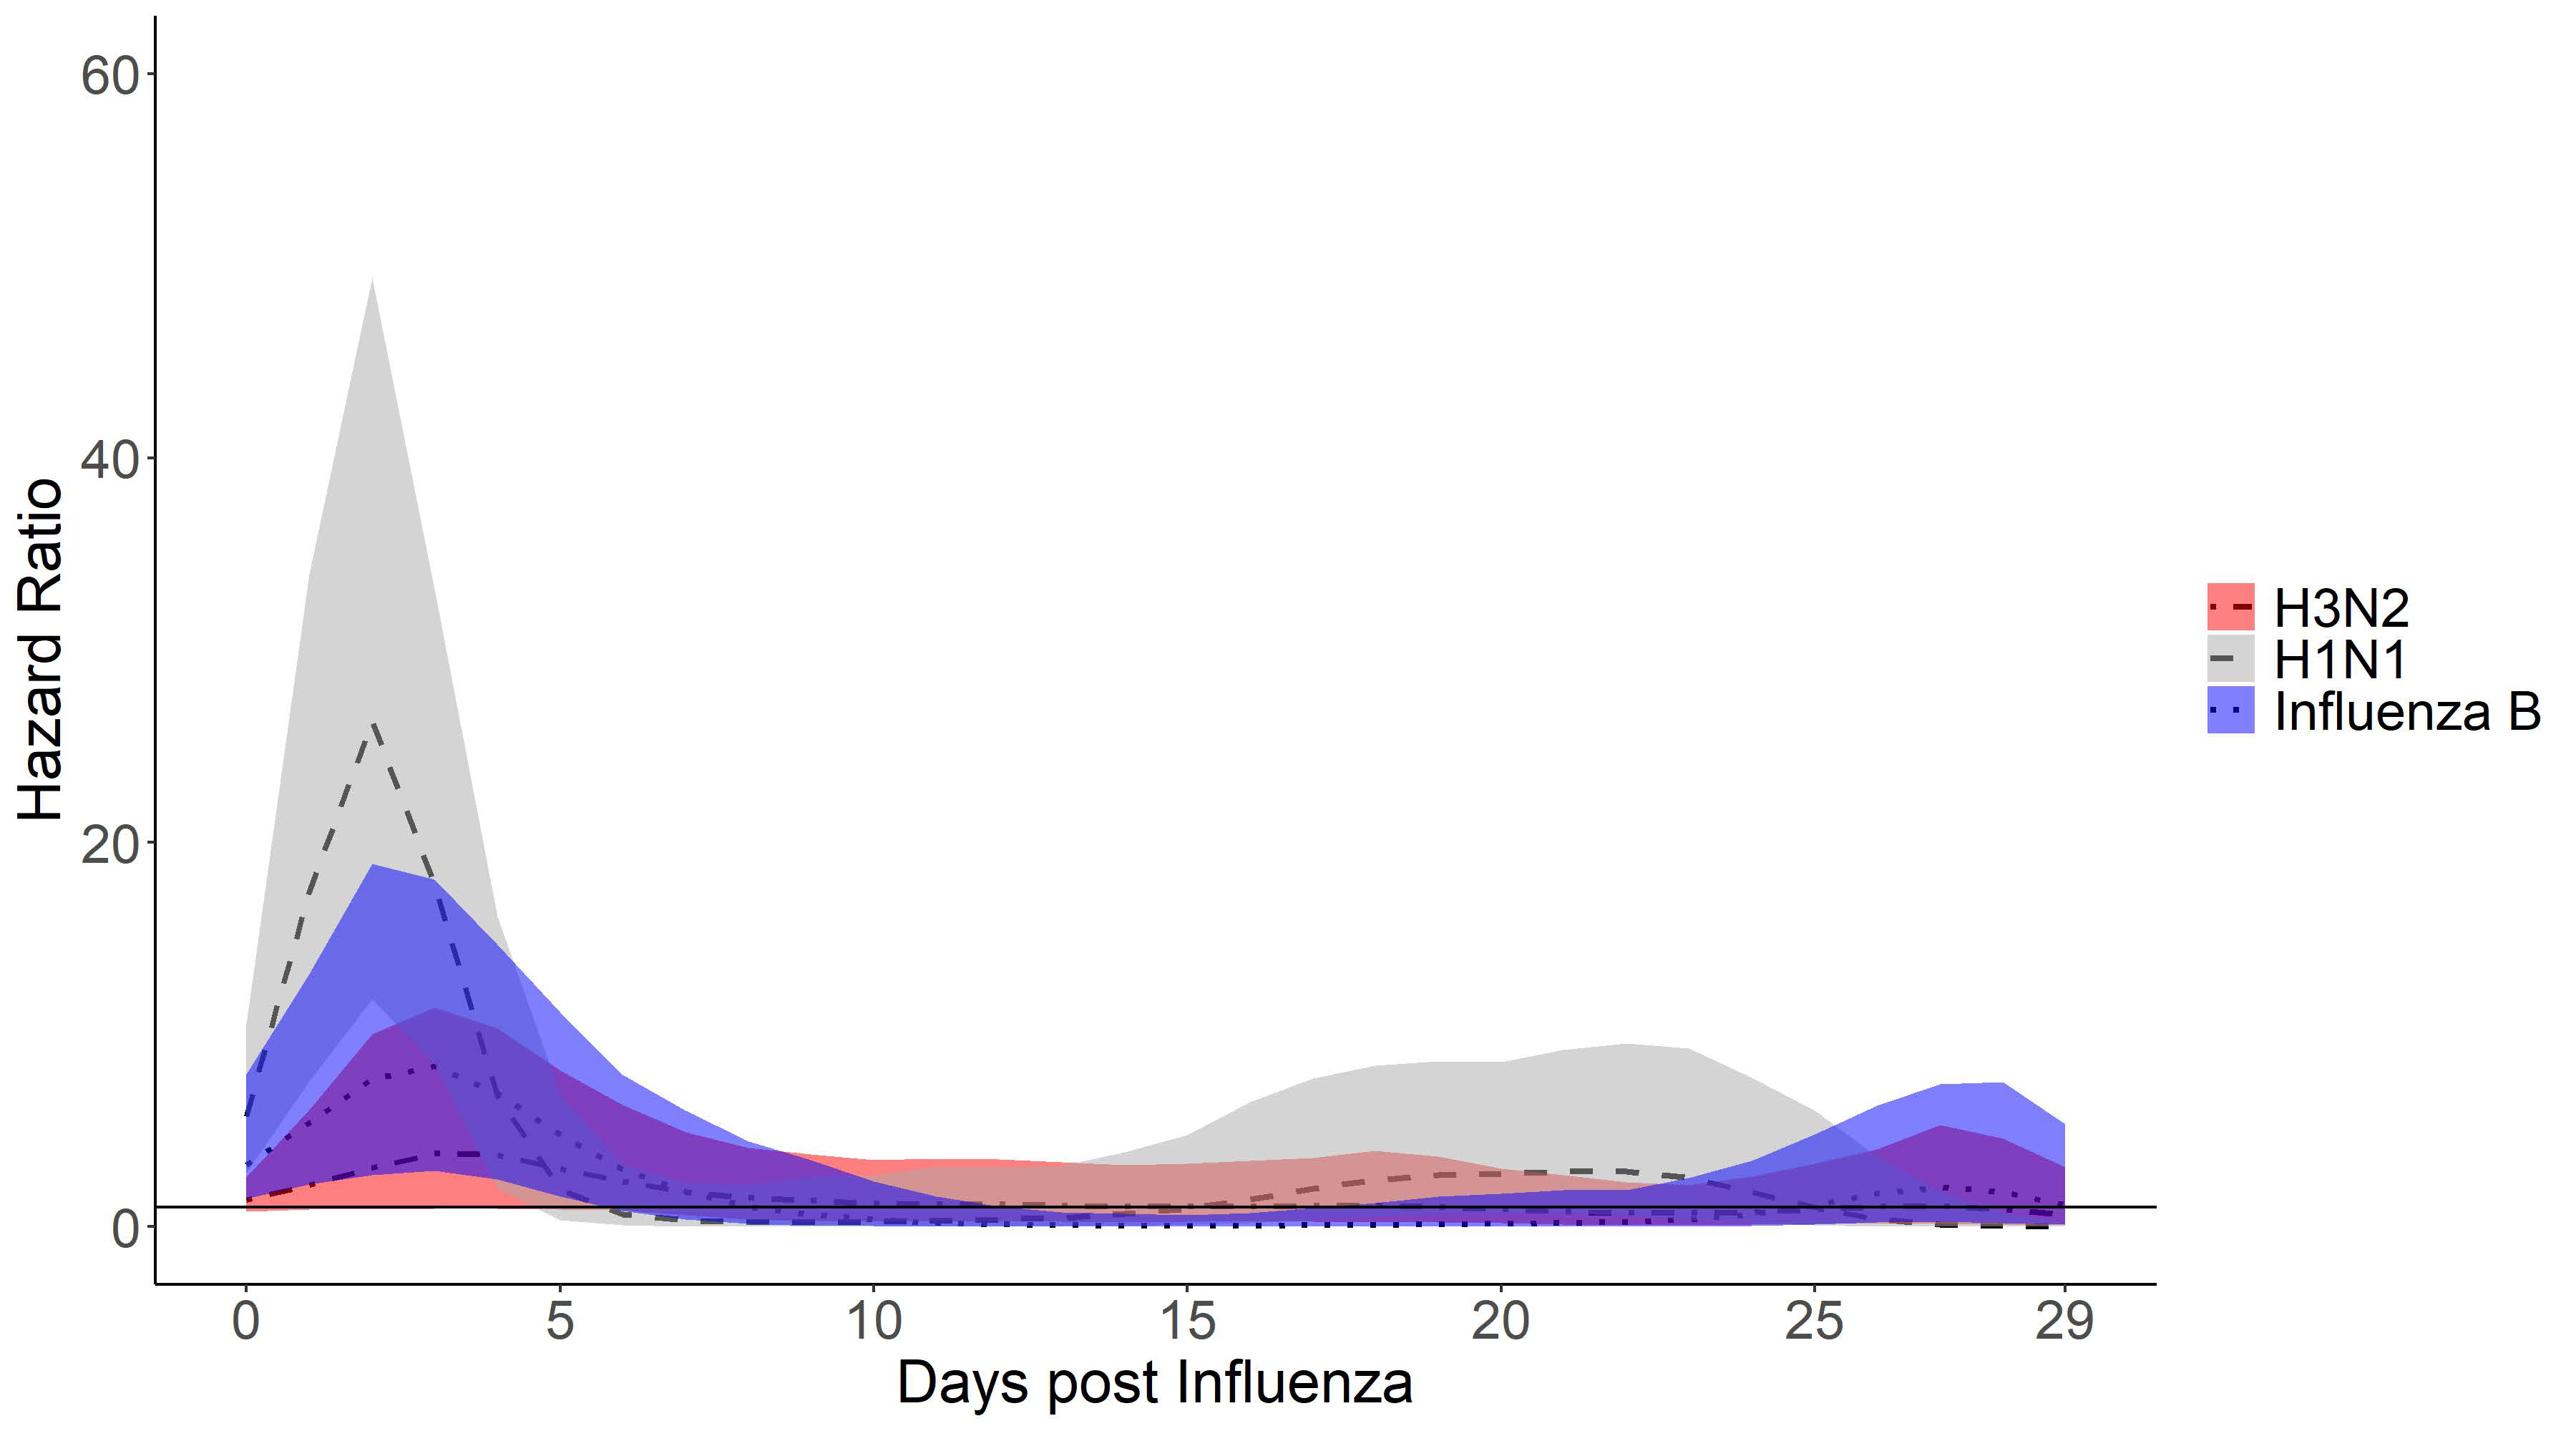 60
40
20
0
Hazard Ratio
0 5 10 15 20 25 29
Days post Influenza
H3N2
H1N1
Influenza B